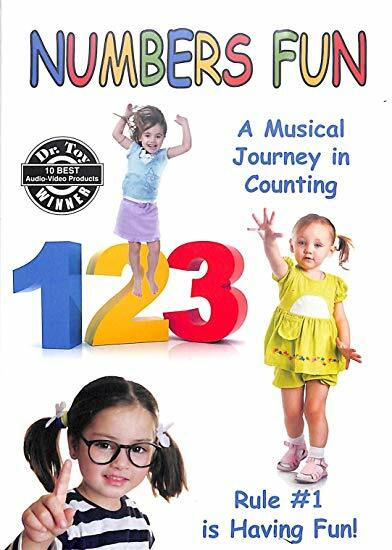 NUMBERS FUN
A Musical
Journey in
Counting
Dr. Toy
10 BEST
Audio-Video Products
WINNER
123
Rule #1
is Having Fun!